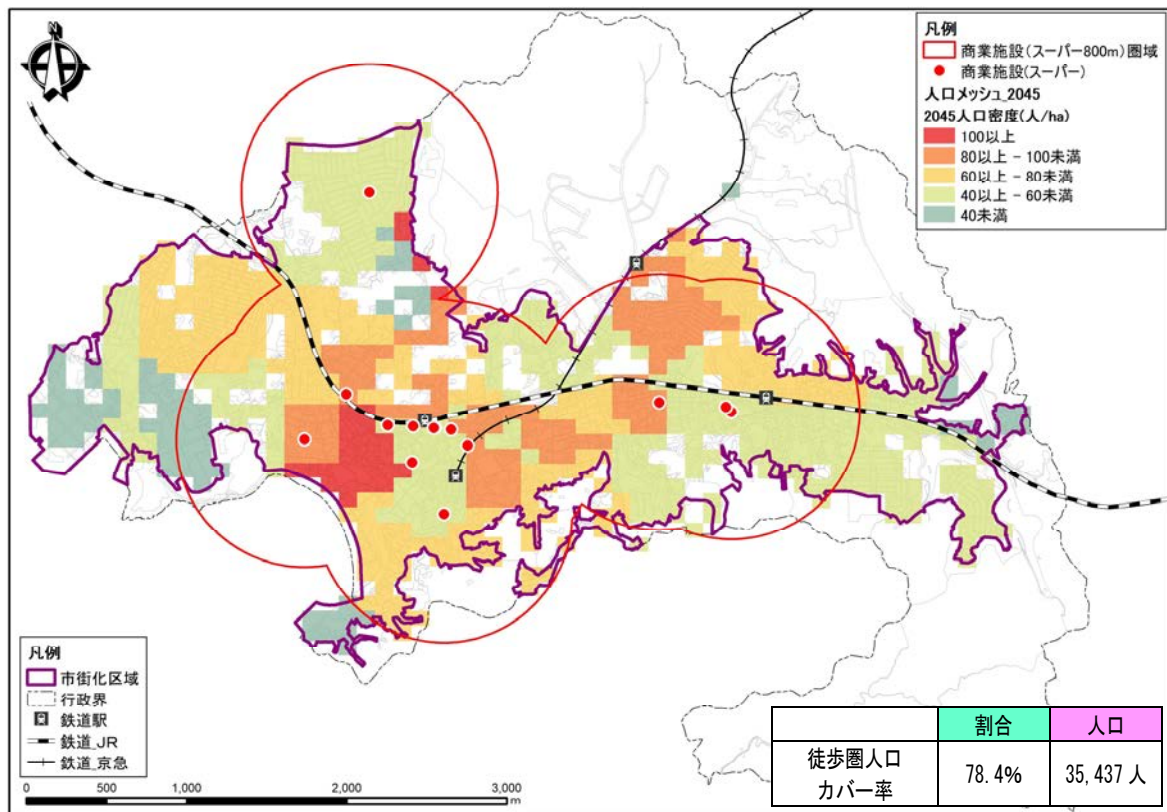 N
凡例
商業施設(スーパー800m)圏域
商業施設(スーパー)
人口メッシュ_2045
2045人口密度(人/ha)
100以上
80以上 - 100未満
60以上 - 80未満
40以上 - 60未満
40未満
凡例
市街化区域
行政界
鉄道駅
鉄道_JR
鉄道_京急
0 500 1,000 2,000 3,000
m
割合 人口
徒歩圏人口
カバー率
78.4% 35,437 人